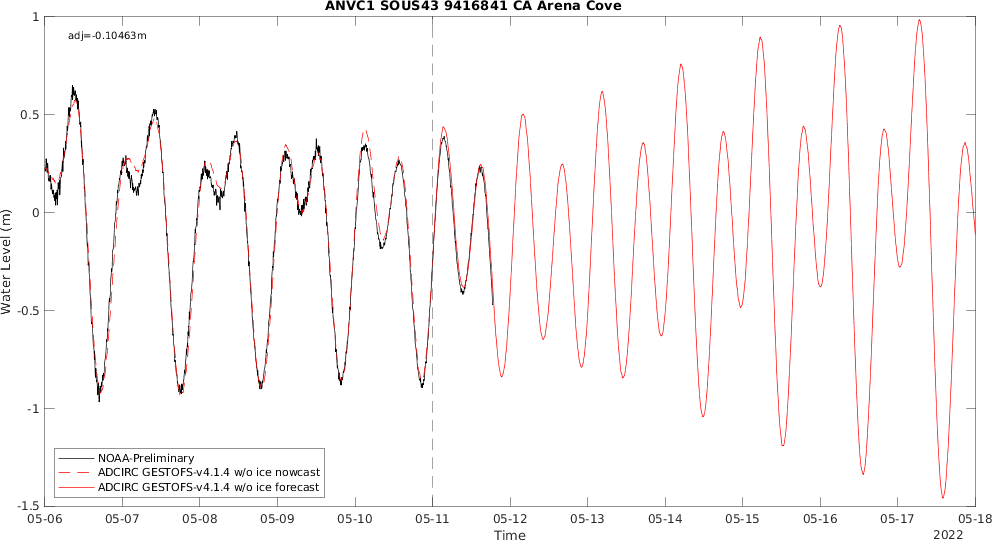 ANVC1 SOUS43 9416841 CA Arena Cove
adj=-0.10463m
1
0.5
0
-0.5
-1
-1.5
Water Level (m)
NOAA-Preliminary
ADCIRC GESTOFS-v4.1.4 w/o ice nowcast
ADCIRC GESTOFS-v4.1.4 w/o ice forecast
05-06 05-07 05-08 05-09 05-10 05-11 05-12 05-13 05-14 05-15 05-16 05-17 05-18
Time
2022